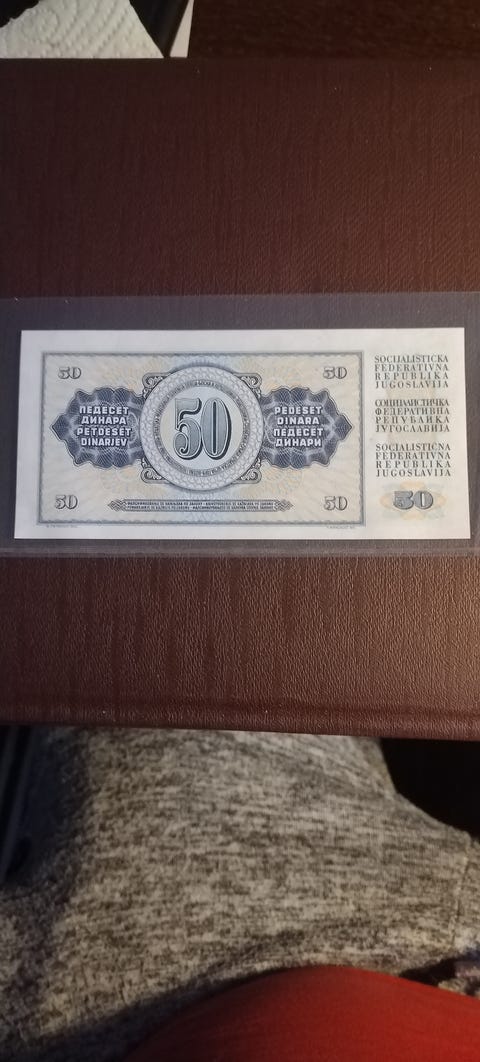 50
50
ПЕДЕСЕТ
ДИНАРА
PETDESET
DINARJEV
50
PEDESET
DINARA
ПЕДЕСЕТ
ДИНАРИ
50
50
SOCIJALISTIČKA
FEDERATIVNA
REPUBLIKA
JUGOSLAVIJA
СОЦИЈАЛИСТИЧКА
ФЕДЕРАТИВНА
РЕПУБЛИКА
ЈУГОСЛАВИЈА
SOCIALISTIČNA
FEDERATIVNA
REPUBLIKA
JUGOSLAVIJA
50